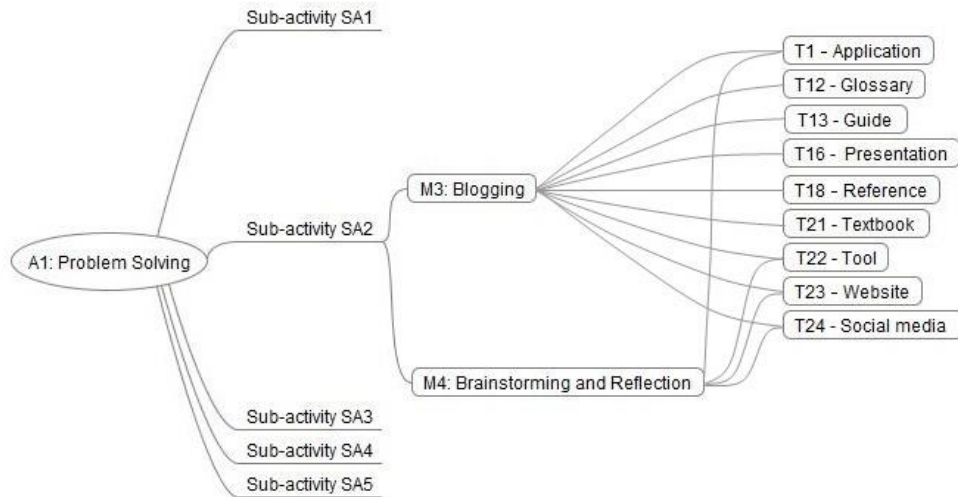 Sub-activity SA1
T1 - Application
T12 - Glossary
T13 - Guide
T16 - Presentation
M3: Blogging
T18 - Reference
Sub-activity SA2
T21 - Textbook
A1: Problem Solving
T22 - Tool
T23 - Website
T24 - Social media
M4: Brainstorming and Reflection
Sub-activity SA3
Sub-activity SA4
Sub-activity SA5